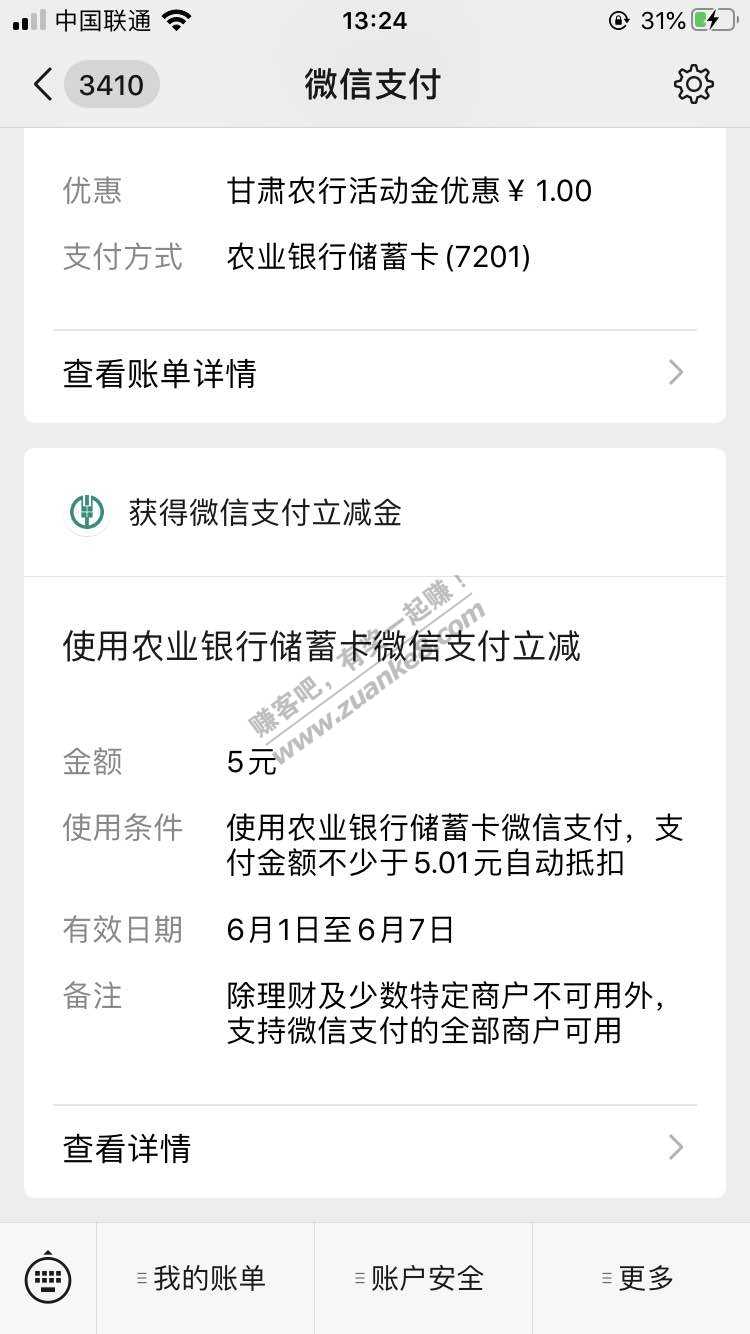 中国联通 13:24 31%
3410 微信支付
优惠 甘肃农行活动金优惠¥ 1.00
支付方式 农业银行储蓄卡(7201)
查看账单详情
获得微信支付立减金
使用农业银行储蓄卡微信支付立减
赚客吧，有奖一起赚！
www.zuanke8.com
金额 5元
使用条件 使用农业银行储蓄卡微信支付，支
付金额不少于5.01元自动抵扣
有效日期 6月1日至6月7日
备注 除理财及少数特定商户不可用外，
支持微信支付的全部商户可用
查看详情
我的账单 账户安全 更多